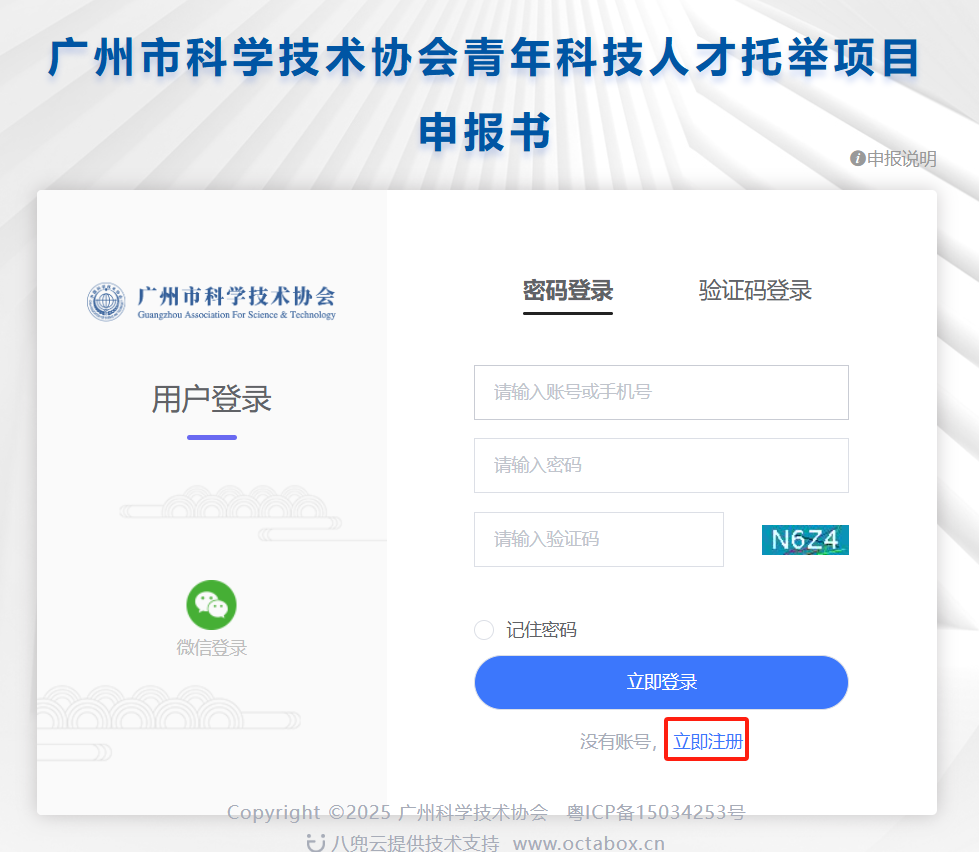 广州市科学技术协会青年科技人才托举项目
申报书
申报说明
广州市科学技术协会
Guangzhou Association For Science & Technology
用户登录
微信登录
密码登录 验证码登录
请输入账号或手机号
请输入密码
请输入验证码 N6Z4
记住密码
立即登录
没有账号，立即注册
Copyright ©2025 广州科学技术协会 粤ICP备15034253号
八兜云提供技术支持 www.octabox.cn